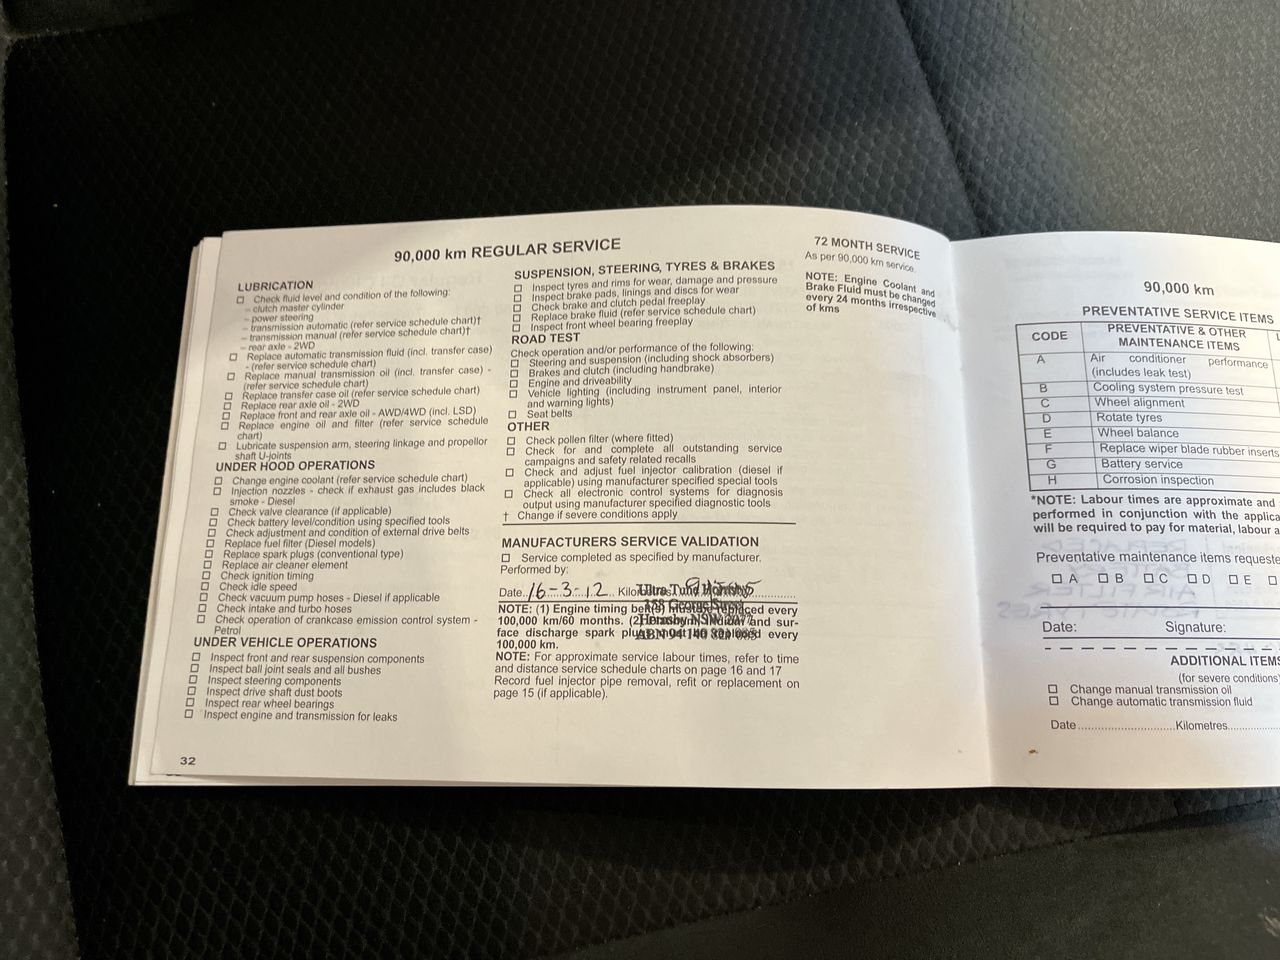 90,000 km REGULAR SERVICE
LUBRICATION
Check fluid level and condition of the following:
- clutch master cylinder
- power steering
- transmission automatic (refer service schedule chart)†
- transmission manual (refer service schedule chart)†
- rear axle - 2WD
Replace automatic transmission fluid (incl. transfer case)
- (refer service schedule chart)
Replace manual transmission oil (incl. transfer case) -
(refer service schedule chart)
Replace transfer case oil (refer service schedule chart)
Replace rear axle oil - 2WD
Replace front and rear axle oil - AWD/4WD (incl. LSD)
Replace engine oil and filter (refer service schedule
chart)
Lubricate suspension arm, steering linkage and propellor
shaft U-joints
UNDER HOOD OPERATIONS
Change engine coolant (refer service schedule chart)
Injection nozzles - check if exhaust gas includes black
smoke - Diesel
Check valve clearance (if applicable)
Check battery level/condition using specified tools
Check adjustment and condition of external drive belts
Replace fuel filter (Diesel models)
Replace spark plugs (conventional type)
Replace air cleaner element
Check ignition timing
Check idle speed
Check vacuum pump hoses - Diesel if applicable
Check intake and turbo hoses
Check operation of crankcase emission control system -
Petrol
UNDER VEHICLE OPERATIONS
Inspect front and rear suspension components
Inspect ball joint seals and all bushes
Inspect steering components
Inspect drive shaft dust boots
Inspect rear wheel bearings
Inspect engine and transmission for leaks
32
SUSPENSION, STEERING, TYRES & BRAKES
Inspect tyres and rims for wear, damage and pressure
Inspect brake pads, linings and discs for wear
Check brake and clutch pedal freeplay
Replace brake fluid (refer service schedule chart)
Inspect front wheel bearing freeplay
ROAD TEST
Check operation and/or performance of the following:
Steering and suspension (including shock absorbers)
Brakes and clutch (including handbrake)
Engine and driveability
Vehicle lighting (including instrument panel, interior
and warning lights)
Seat belts
OTHER
Check pollen filter (where fitted)
Check for and complete all outstanding service
campaigns and safety related recalls
Check and adjust fuel injector calibration (diesel if
applicable) using manufacturer specified special tools
Check all electronic control systems for diagnosis
output using manufacturer specified diagnostic tools
† Change if severe conditions apply
MANUFACTURERS SERVICE VALIDATION
Service completed as specified by manufacturer.
Performed by:
Date 16-3-12 Kilometres
Ultra Tune Hornsby
138 George Street
Hornsby NSW 2077
NOTE: (1) Engine timing belt(s) must be replaced every
100,000 km/60 months. (2) Platinum, Iridium and sur-
face discharge spark plugs must be replaced every
100,000 km.
NOTE: For approximate service labour times, refer to time
and distance service schedule charts on page 16 and 17
Record fuel injector pipe removal, refit or replacement on
page 15 (if applicable).
72 MONTH SERVICE
As per 90,000 km service.
NOTE: Engine Coolant and
Brake Fluid must be changed
every 24 months irrespective
of kms
90,000 km
PREVENTATIVE SERVICE ITEMS
CODE PREVENTATIVE & OTHER
MAINTENANCE ITEMS
A Air conditioner performance
(includes leak test)
B Cooling system pressure test
C Wheel alignment
D Rotate tyres
E Wheel balance
F Replace wiper blade rubber inserts
G Battery service
H Corrosion inspection
*NOTE: Labour times are approximate and
performed in conjunction with the applica
will be required to pay for material, labour a
Preventative maintenance items requeste
A B C D E
Date: Signature:
ADDITIONAL ITEMS
(for severe conditions)
Change manual transmission oil
Change automatic transmission fluid
Date Kilometres